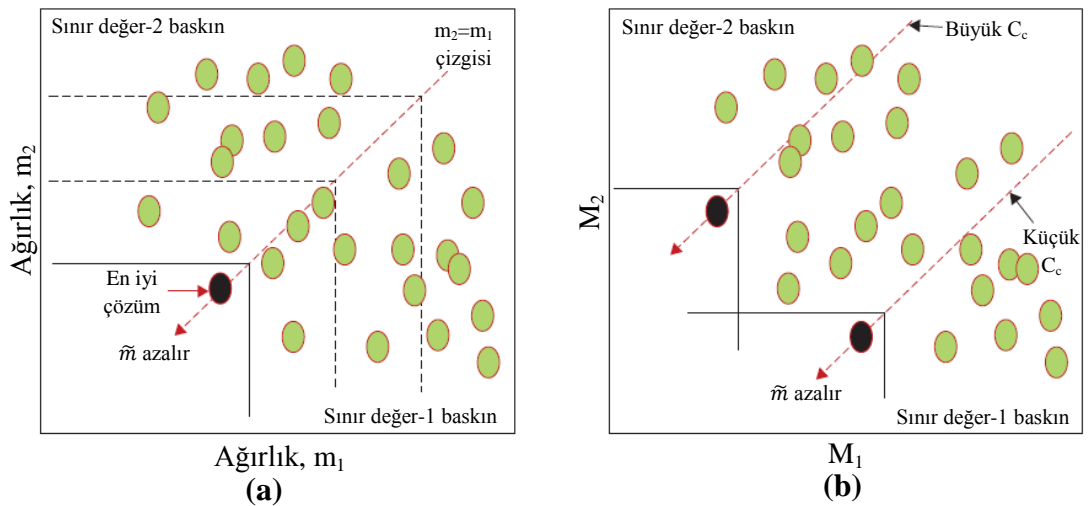 Sınır değer-2 baskın
m₂=m₁
çizgisi
Ağırlık, m₂
En iyi
çözüm
m̃ azalır
Sınır değer-1 baskın
Ağırlık, m₁
(a)
Sınır değer-2 baskın
Büyük C꜀
M₂
Küçük
C꜀
m̃ azalır
Sınır değer-1 baskın
M₁
(b)